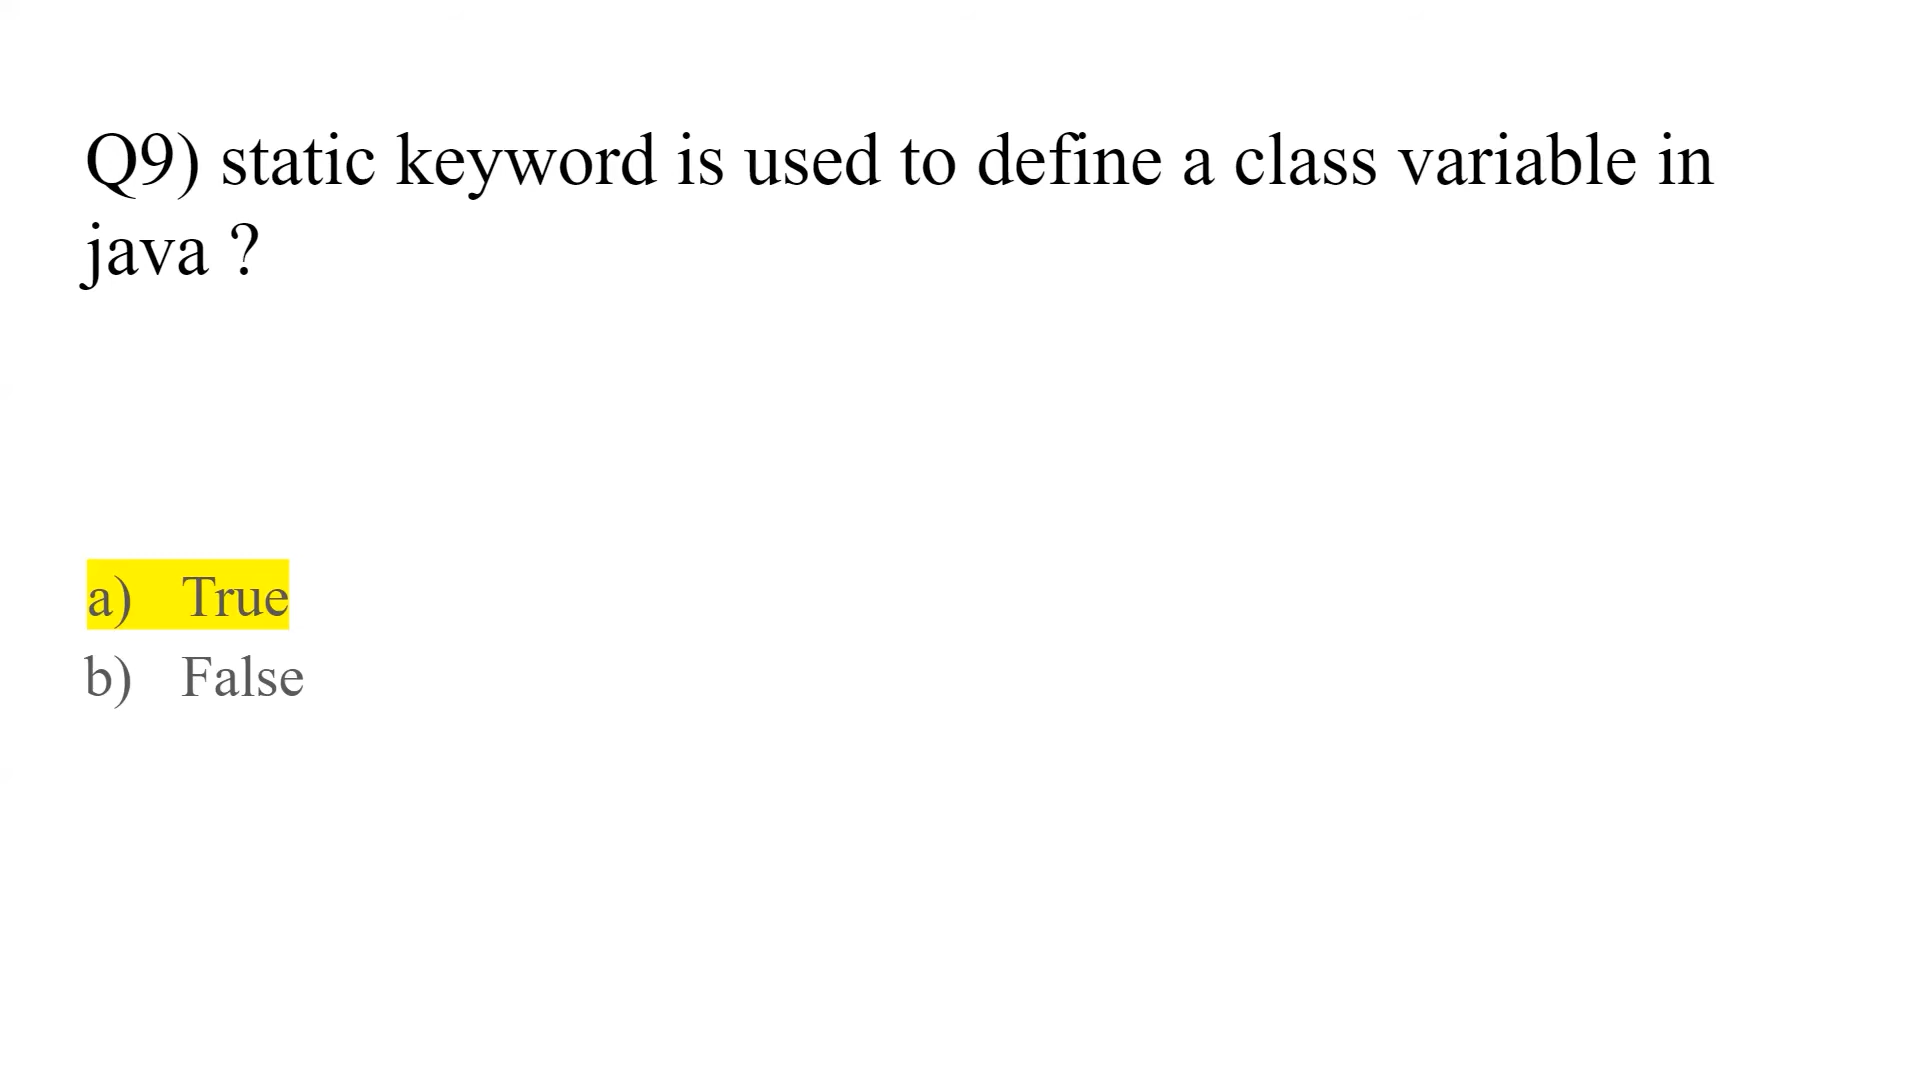 Q9) static keyword is used to define a class variable in
java ?
a) True
b) False